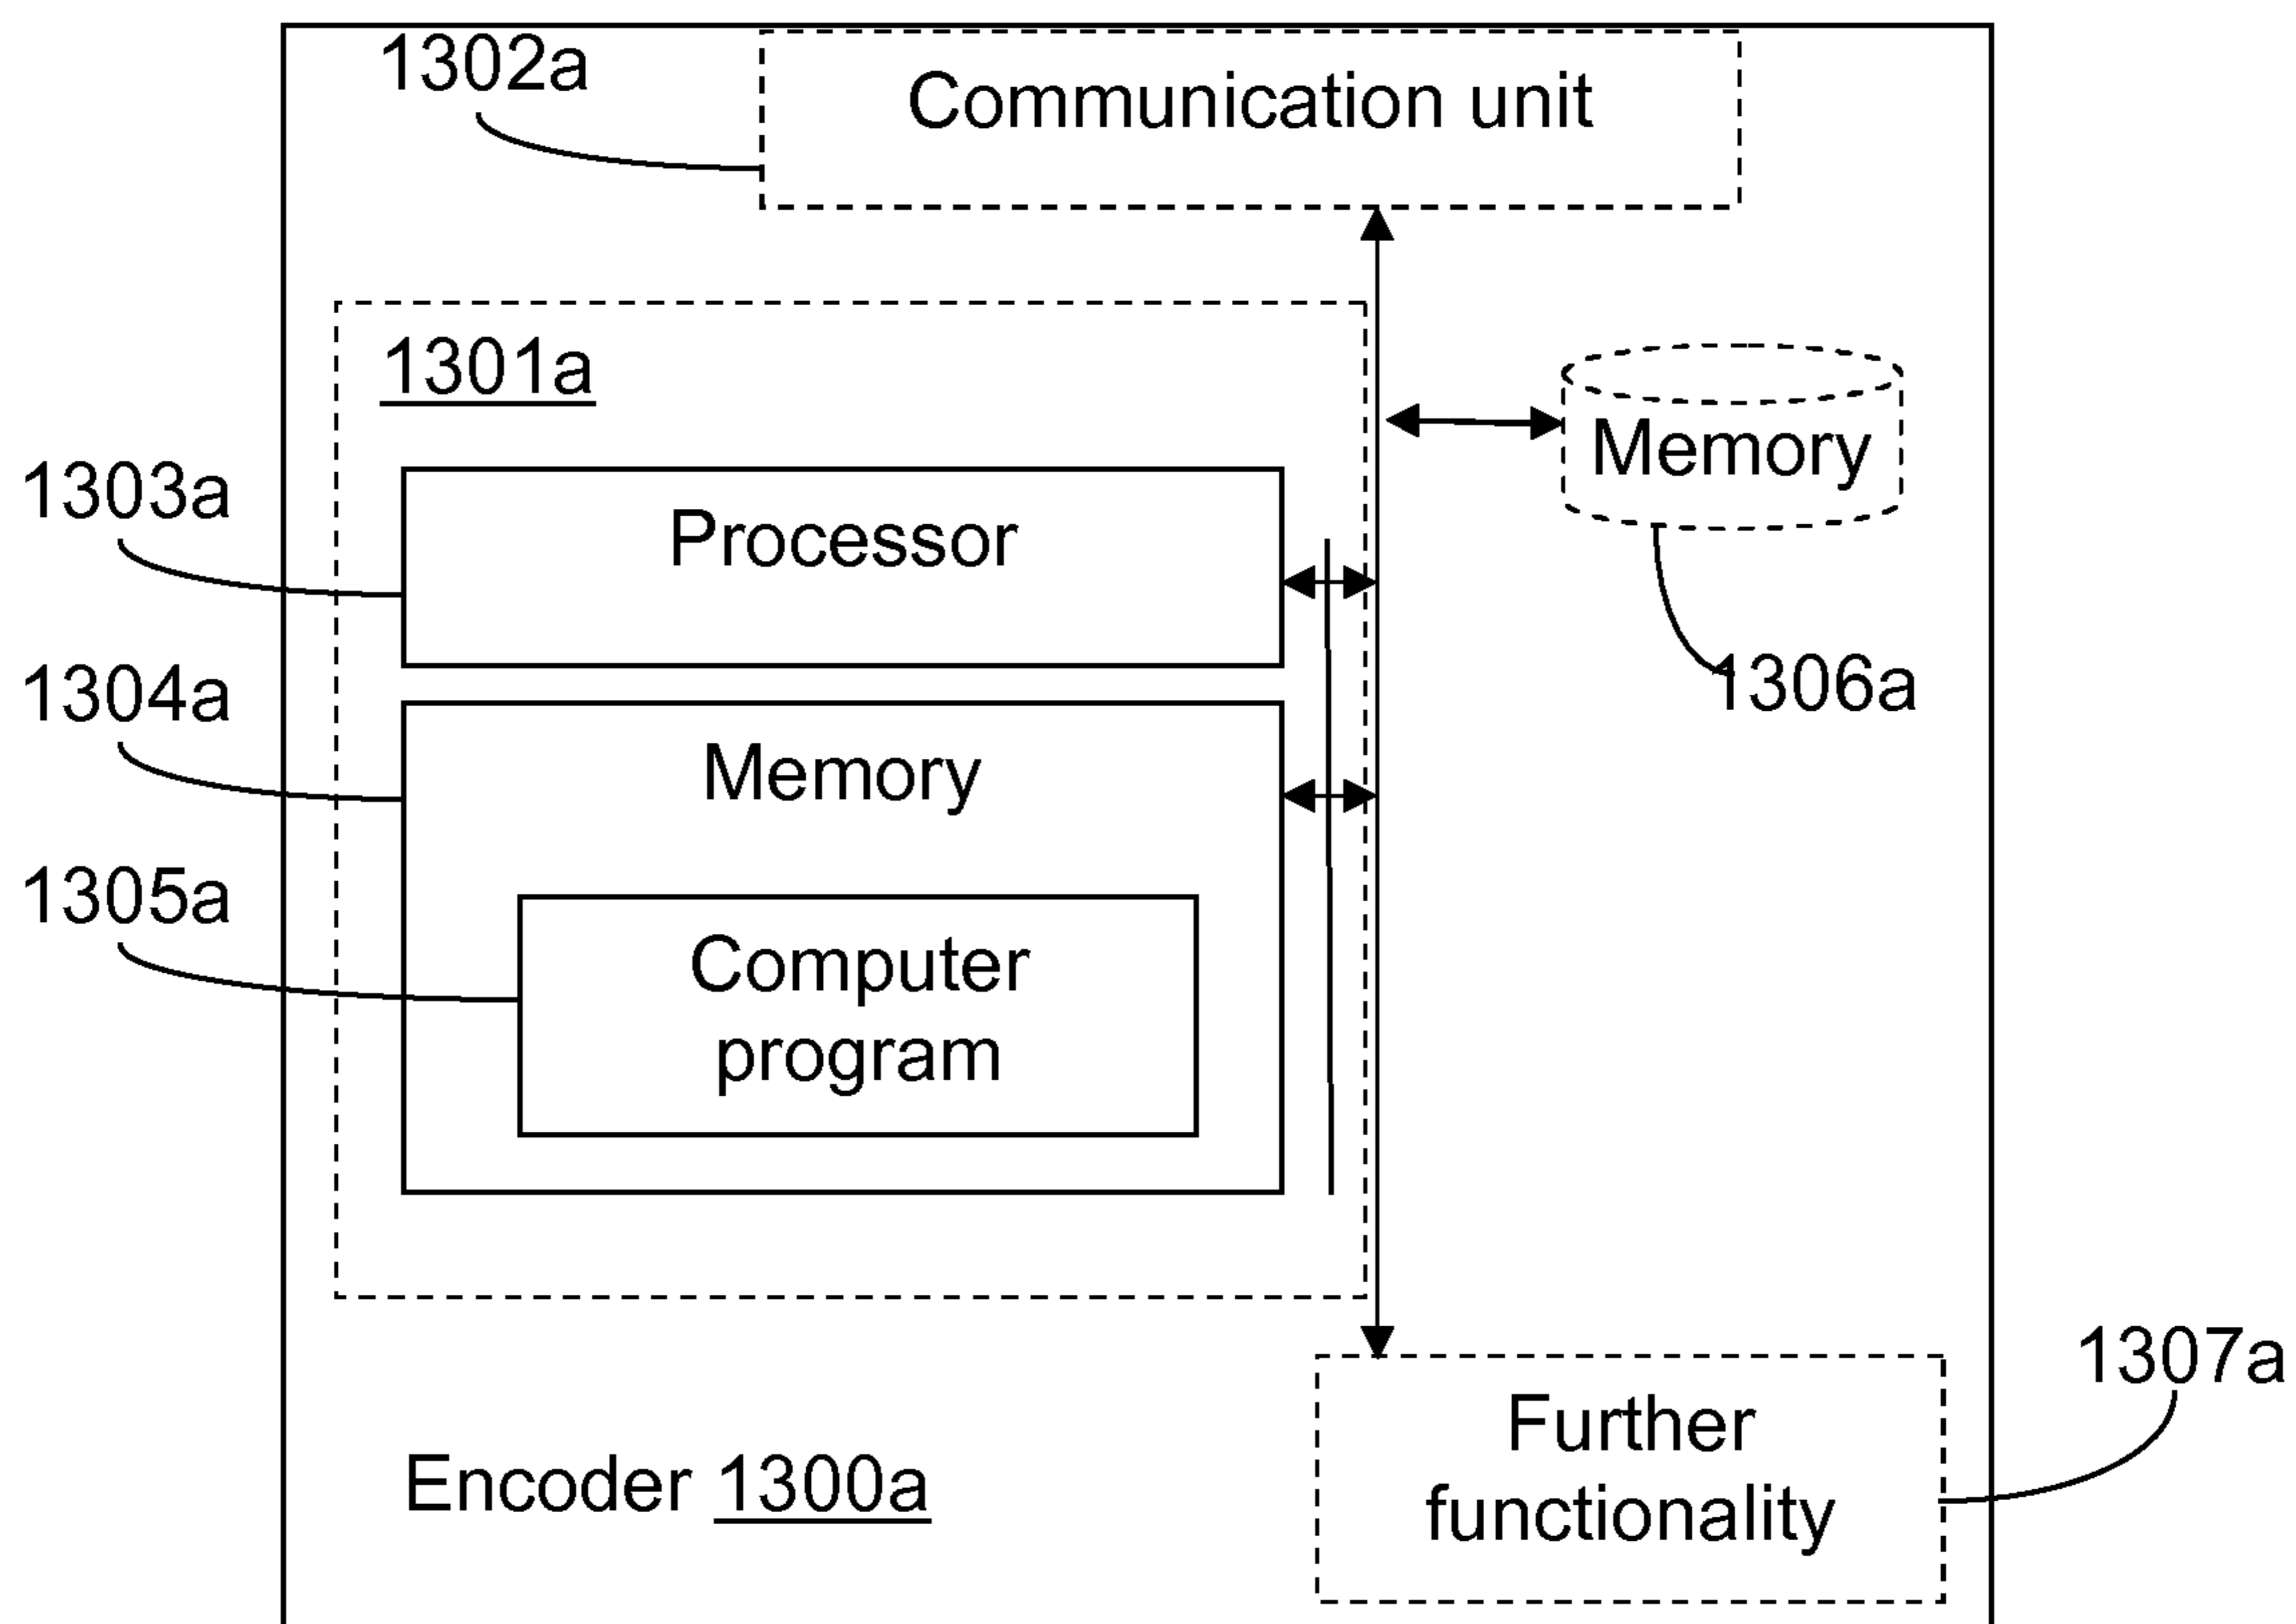 1302a
Communication unit
1301a
1303a
Processor
Memory
1306a
1304a
Memory
1305a
Computer
program
1307a
Further
functionality
Encoder 1300a